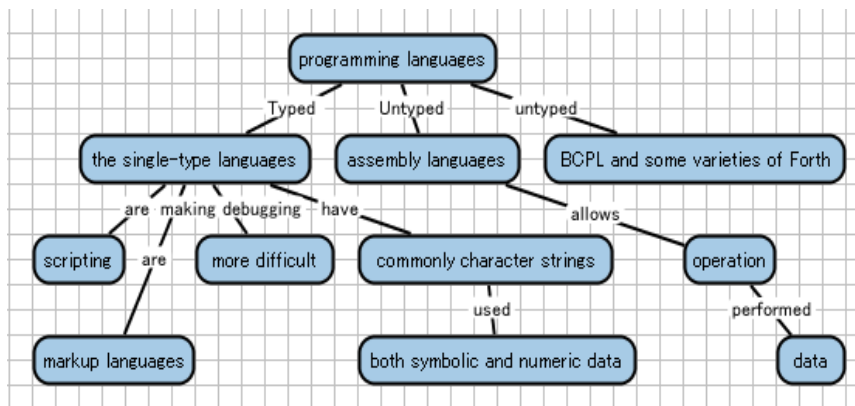 programming languages
Typed Untyped untyped
the single-type languages assembly languages BCPL and some varieties of Forth
are making debugging have allows
scripting are more difficult commonly character strings operation
used performed
markup languages both symbolic and numeric data data